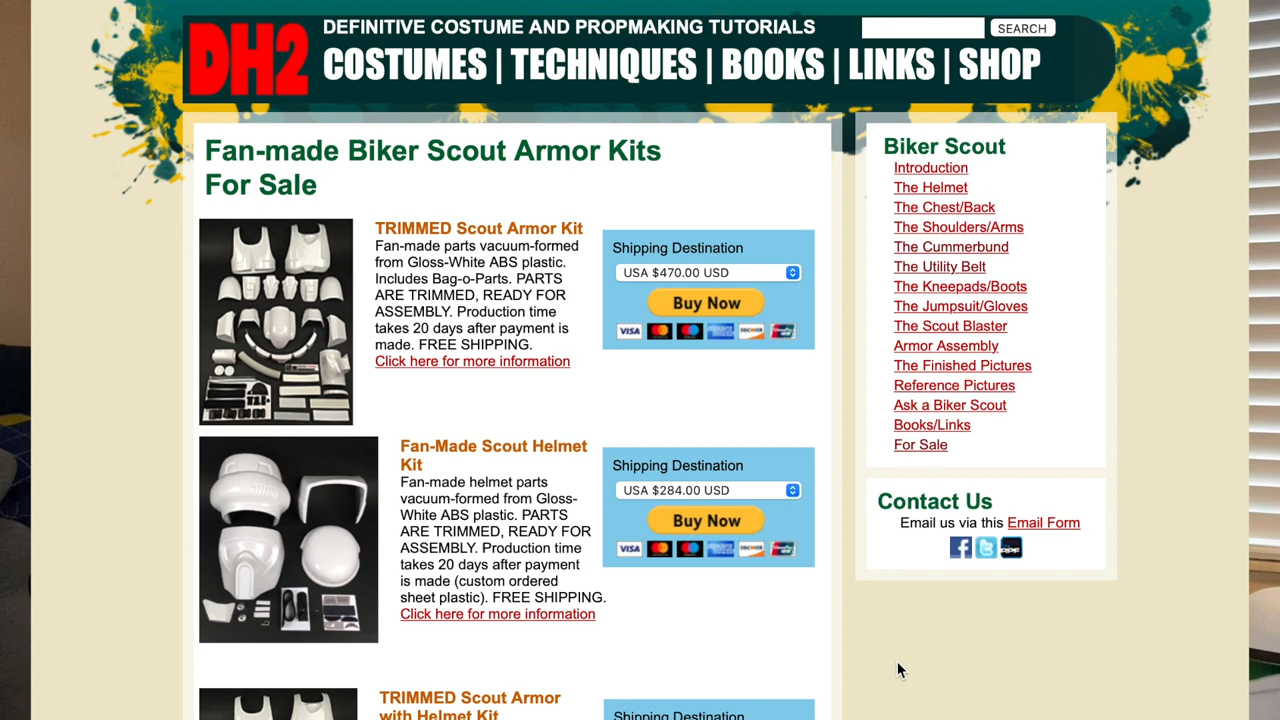 DH2
DEFINITIVE COSTUME AND PROPMAKING TUTORIALS
SEARCH
COSTUMES | TECHNIQUES | BOOKS | LINKS | SHOP
Fan-made Biker Scout Armor Kits
For Sale
TRIMMED Scout Armor Kit
Fan-made parts vacuum-formed
from Gloss-White ABS plastic.
Includes Bag-o-Parts. PARTS
ARE TRIMMED, READY FOR
ASSEMBLY. Production time
takes 20 days after payment is
made. FREE SHIPPING.
Click here for more information
Shipping Destination
USA $470.00 USD
Buy Now
VISA
DISCOVER
Fan-Made Scout Helmet
Kit
Fan-made helmet parts
vacuum-formed from Gloss-
White ABS plastic. PARTS
ARE TRIMMED, READY FOR
ASSEMBLY. Production time
takes 20 days after payment
is made (custom ordered
sheet plastic). FREE SHIPPING.
Click here for more information
Shipping Destination
USA $284.00 USD
Buy Now
VISA
DISCOVER
TRIMMED Scout Armor
with Helmet Kit
Shipping Destination
Biker Scout
Introduction
The Helmet
The Chest/Back
The Shoulders/Arms
The Cummerbund
The Utility Belt
The Kneepads/Boots
The Jumpsuit/Gloves
The Scout Blaster
Armor Assembly
The Finished Pictures
Reference Pictures
Ask a Biker Scout
Books/Links
For Sale
Contact Us
Email us via this Email Form